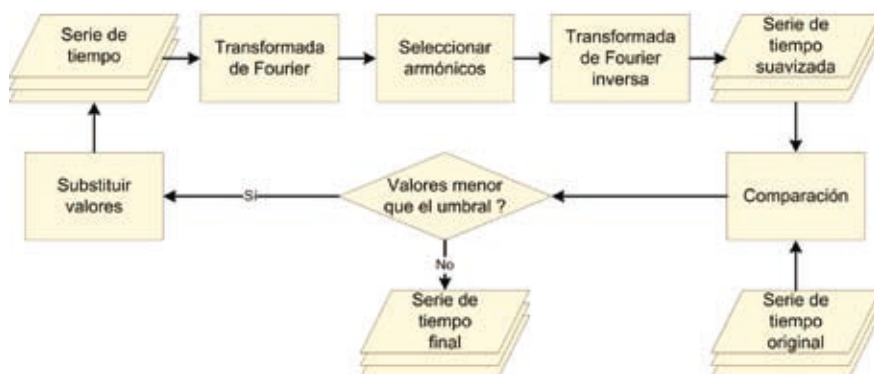 Serie de
tiempo
Transformada
de Fourier
Seleccionar
armónicos
Transformada
de Fourier
inversa
Serie de
tiempo
suavizada
Substituir
valores
Sí
Valores menor
que el umbral ?
Comparación
No
Serie de
tiempo
final
Serie de
tiempo
original